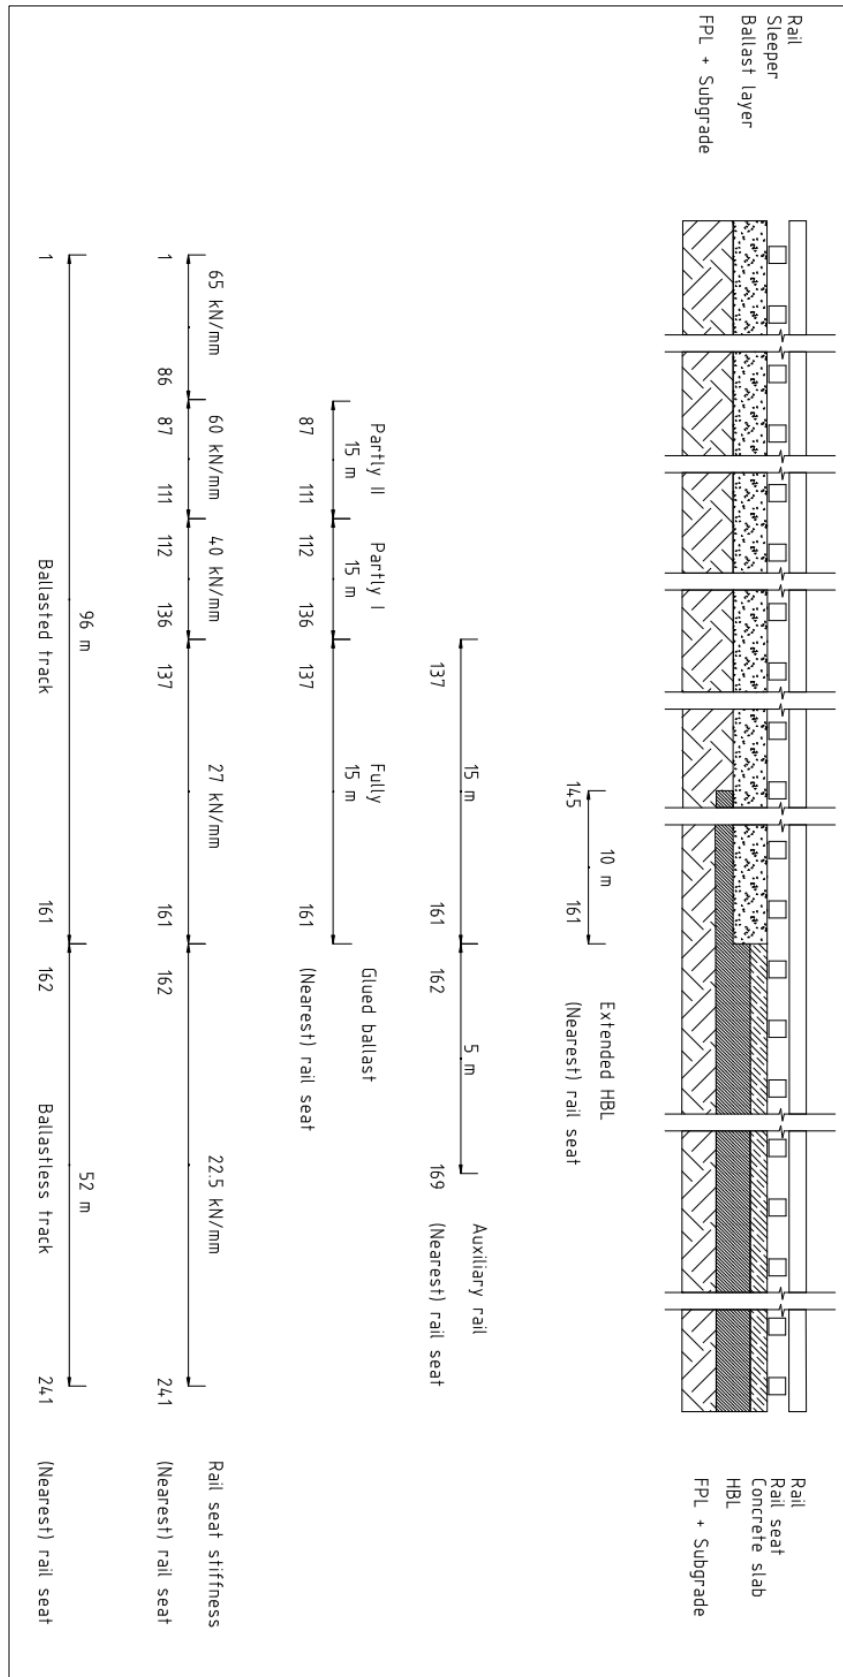 Rail
Sleeper
Ballast layer
FPL + Subgrade
Rail
Rail seat
Concrete slab
HBL
FPL + Subgrade
10 m
Extended HBL
145
161
(Nearest) rail seat
15 m
5 m
Auxiliary rail
137
161
162
169
(Nearest) rail seat
Partly II
Partly I
Fully
Glued ballast
15 m
15 m
15 m
87
111
112
136
137
161
(Nearest) rail seat
65 kN/mm
60 kN/mm
40 kN/mm
27 kN/mm
22.5 kN/mm
Rail seat stiffness
1
86
87
111
112
136
137
161
162
241
(Nearest) rail seat
96 m
52 m
1
Ballasted track
161
162
Ballastless track
241
(Nearest) rail seat